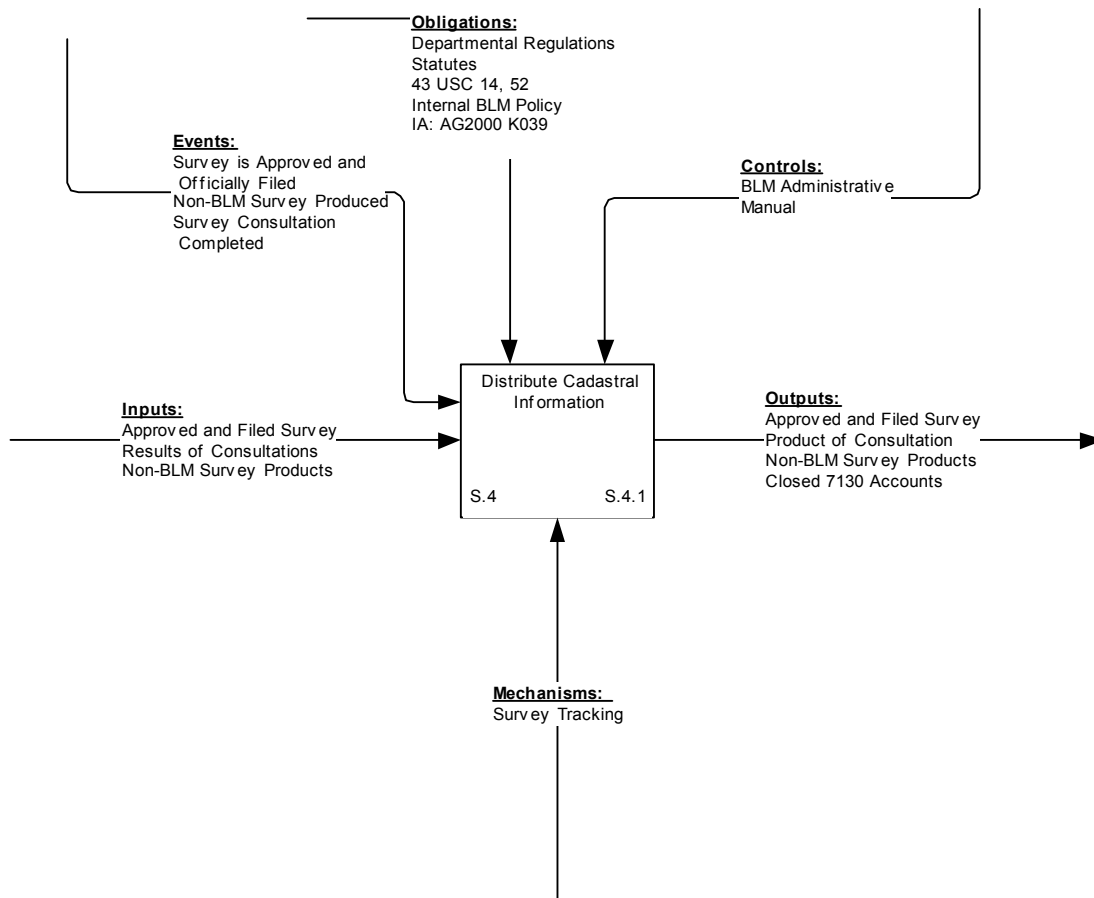 Obligations:
Departmental Regulations
Statutes
43 USC 14, 52
Internal BLM Policy
IA: AG2000 K039
Events:
Survey is Approved and
Officially Filed
Non-BLM Survey Produced
Survey Consultation
Completed
Controls:
BLM Administrative
Manual
Distribute Cadastral
Information
S.4
S.4.1
Inputs:
Approved and Filed Survey
Results of Consultations
Non-BLM Survey Products
Outputs:
Approved and Filed Survey
Product of Consultation
Non-BLM Survey Products
Closed 7130 Accounts
Mechanisms:
Survey Tracking